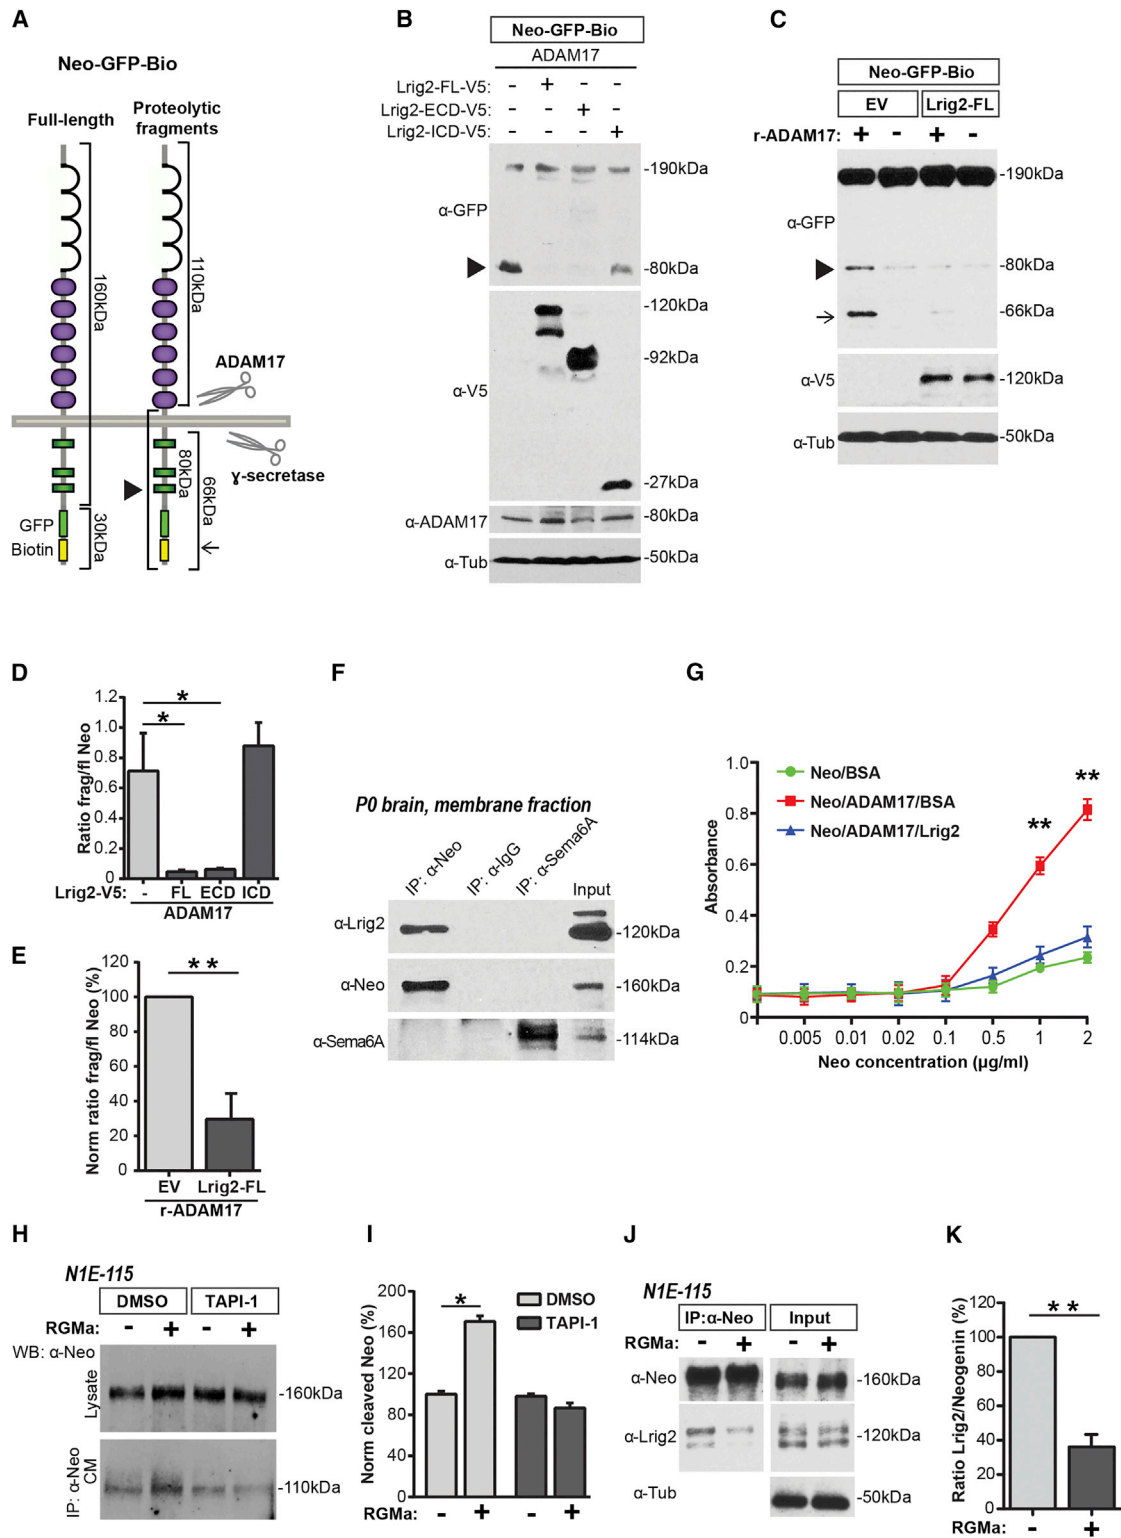 A
Neo-GFP-Bio
Full-length
Proteolytic
fragments
160kDa
110kDa
ADAM17
ɣ-secretase
80kDa
66kDa
GFP
Biotin
30kDa
B
Neo-GFP-Bio
ADAM17
Lrig2-FL-V5: - + - -
Lrig2-ECD-V5: - - + -
Lrig2-ICD-V5: - - - +
α-GFP
-190kDa
-80kDa
α-V5
-120kDa
-92kDa
-27kDa
α-ADAM17 -80kDa
α-Tub -50kDa
C
Neo-GFP-Bio
EV Lrig2-FL
r-ADAM17: + - + -
α-GFP
-190kDa
-80kDa
-66kDa
α-V5 -120kDa
α-Tub -50kDa
D
Ratio frag/fl Neo
1.2
1.0
0.8
0.6
0.4
0.2
0
*
*
Lrig2-V5: - FL ECD ICD
ADAM17
E
Norm ratio frag/fl Neo (%)
120
100
80
60
40
20
0
**
EV Lrig2-FL
r-ADAM17
F
P0 brain, membrane fraction
IP: α-Neo
IP: α-IgG
IP: α-Sema6A
Input
α-Lrig2 -120kDa
α-Neo -160kDa
α-Sema6A -114kDa
G
Absorbance
1.0
0.8
0.6
0.4
0.2
0
Neo/BSA
Neo/ADAM17/BSA
Neo/ADAM17/Lrig2
**
**
0.005 0.01 0.02 0.1 0.5 1 2
Neo concentration (µg/ml)
H
N1E-115
DMSO TAPI-1
RGMa: - + - +
WB: α-Neo
Lysate
-160kDa
IP: α-Neo
CM
-110kDa
I
Norm cleaved Neo (%)
200
160
120
80
40
0
*
DMSO
TAPI-1
RGMa: - + - +
J
N1E-115
IP:α-Neo Input
RGMa: - + - +
α-Neo -160kDa
α-Lrig2 -120kDa
α-Tub -50kDa
K
Ratio Lrig2/Neogenin (%)
120
100
80
60
40
20
0
**
RGMa: - +